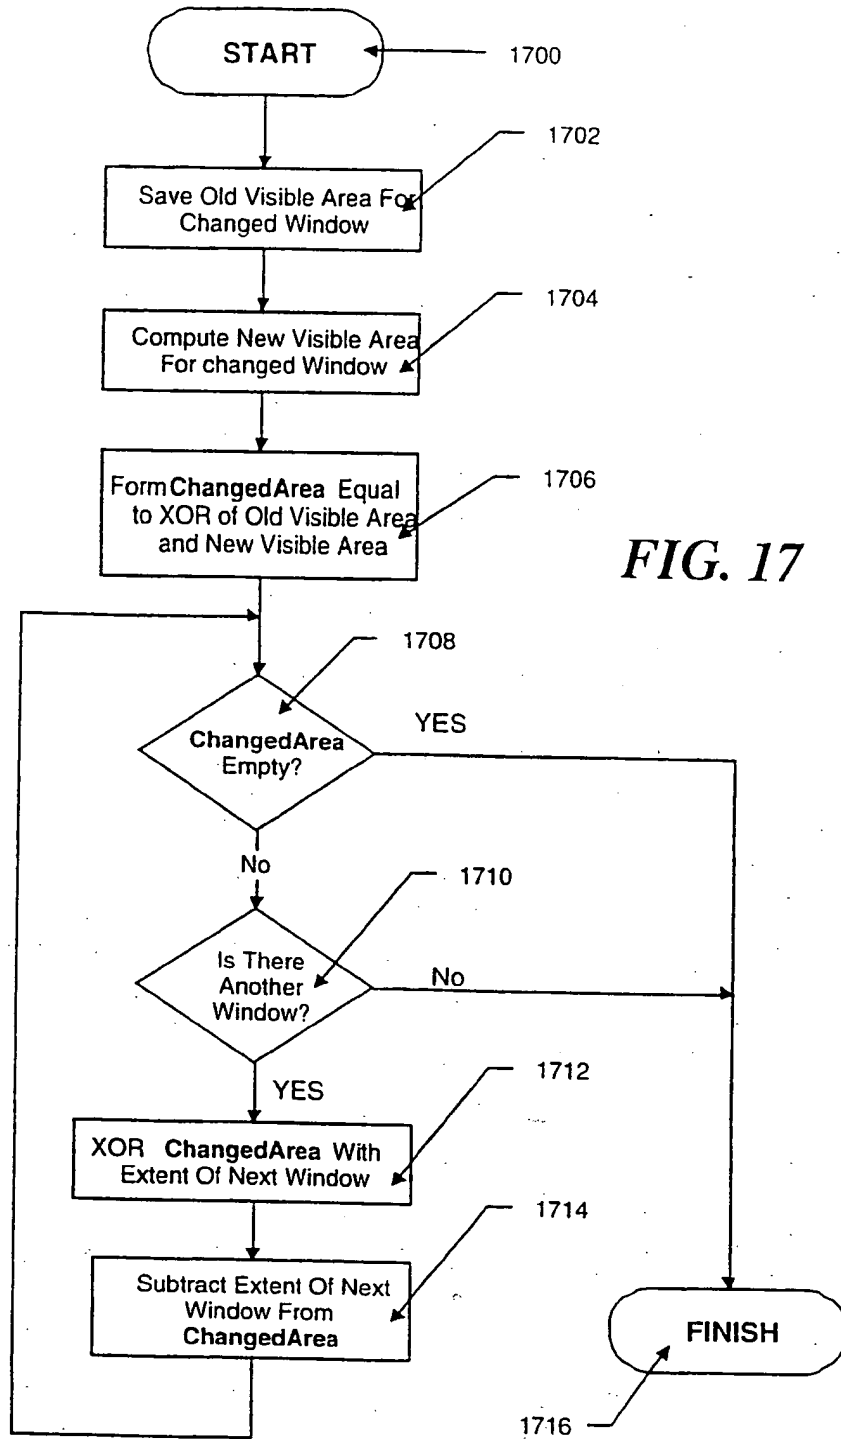 START
1700
1702
Save Old Visible Area For
Changed Window
1704
Compute New Visible Area
For changed Window
1706
Form ChangedArea Equal
to XOR of Old Visible Area
and New Visible Area
FIG. 17
1708
YES
ChangedArea
Empty?
No
1710
Is There
Another
Window?
No
YES
1712
XOR ChangedArea With
Extent Of Next Window
1714
Subtract Extent Of Next
Window From
ChangedArea
FINISH
1716